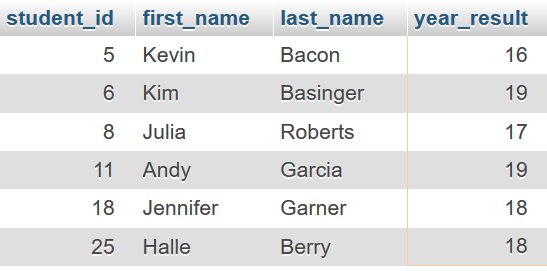 student_id first_name last_name year_result
5 Kevin Bacon 16
6 Kim Basinger 19
8 Julia Roberts 17
11 Andy Garcia 19
18 Jennifer Garner 18
25 Halle Berry 18